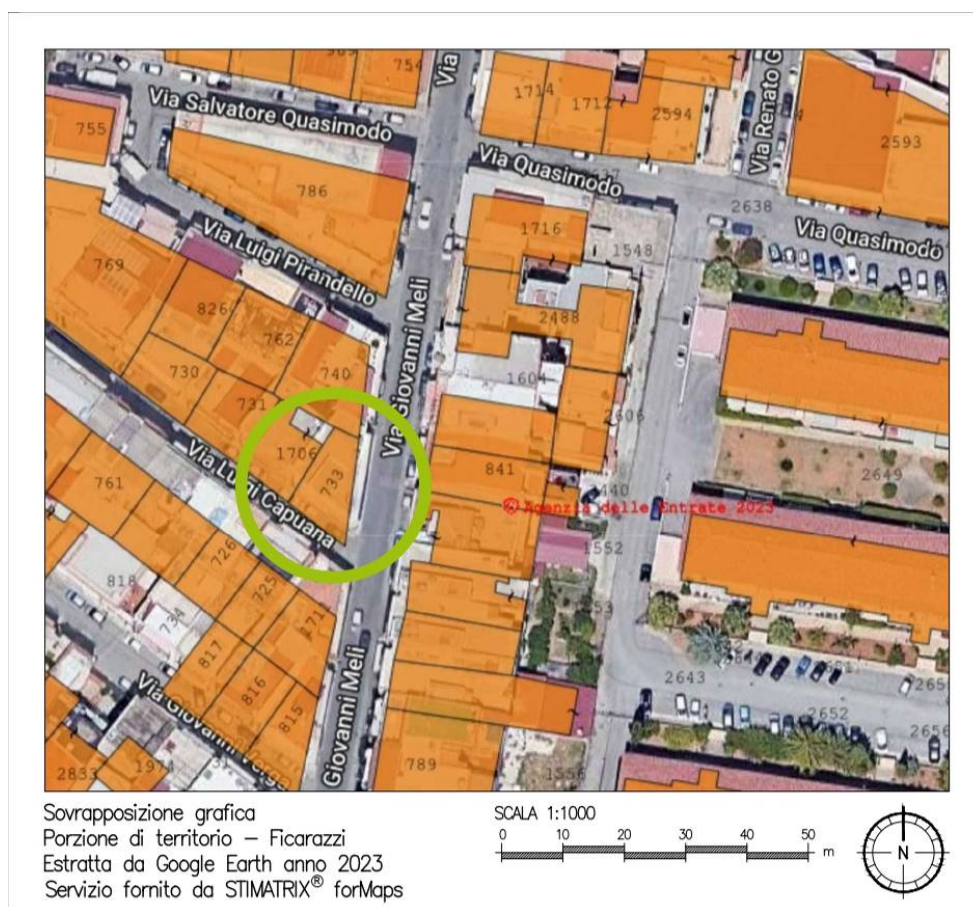 754
Via
1714
1712
2594
Via Renato G
2593
755
Via Salvatore Quasimodo
Via Quasimodo
786
2638
Via Quasimodo
1716
1548
Via Luigi Pirandello
769
826
762
2488
730
740
1604
731
Via Giovanni Meli
2606
1706
733
841
2649
761
Via Luigi Capuana
440
© Agenzia delle Entrate 2023
726
1552
818
725
734
171
817
2643
816
2652
815
Via Giovanni Verga
Giovanni Meli
2656
2833
1974
789
1556
Sovrapposizione grafica
Porzione di territorio – Ficarazzi
Estratta da Google Earth anno 2023
Servizio fornito da STIMATRIX® forMaps
SCALA 1:1000
0 10 20 30 40 50 m
N